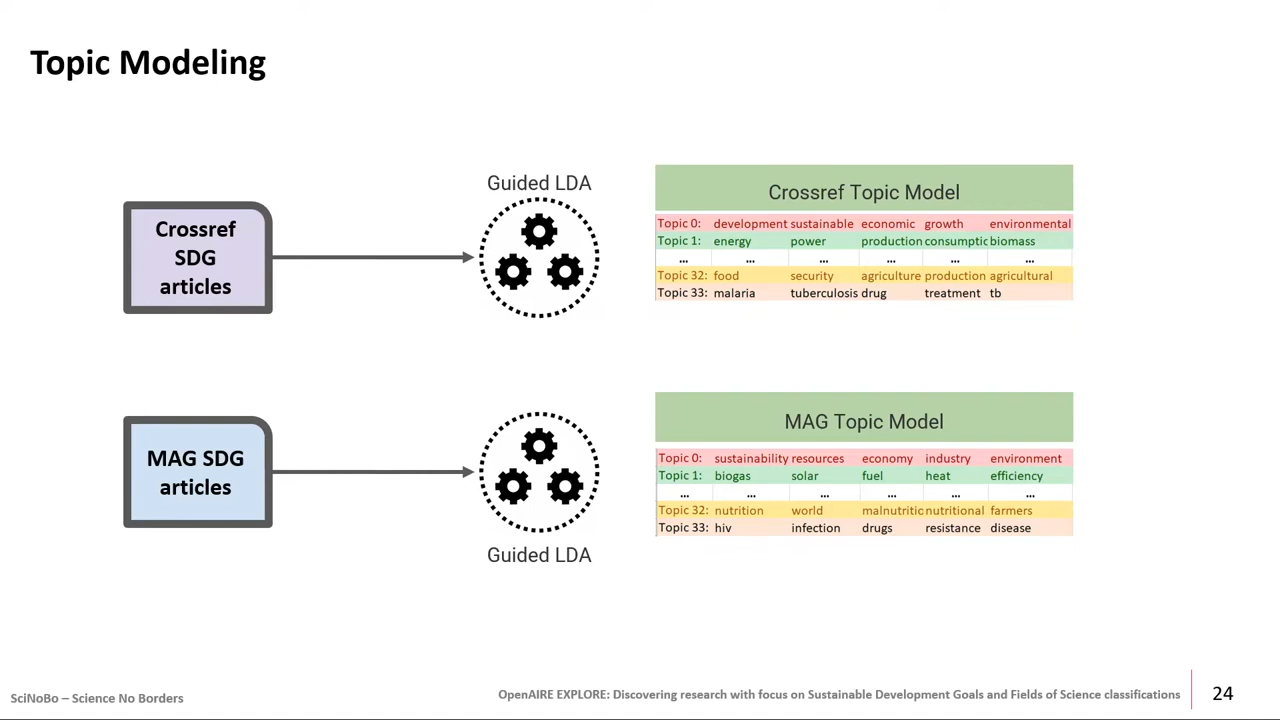 Topic Modeling
Guided LDA
Crossref
SDG
articles
Crossref Topic Model
Topic 0: development sustainable economic growth environmental
Topic 1: energy power production consumptic biomass
... ... ... ... ... ...
Topic 32: food security agriculture production agricultural
Topic 33: malaria tuberculosis drug treatment tb
MAG SDG
articles
Guided LDA
MAG Topic Model
Topic 0: sustainability resources economy industry environment
Topic 1: biogas solar fuel heat efficiency
... ... ... ... ... ...
Topic 32: nutrition world malnutritic nutritional farmers
Topic 33: hiv infection drugs resistance disease
SciNoBo – Science No Borders
OpenAIRE EXPLORE: Discovering research with focus on Sustainable Development Goals and Fields of Science classifications
24